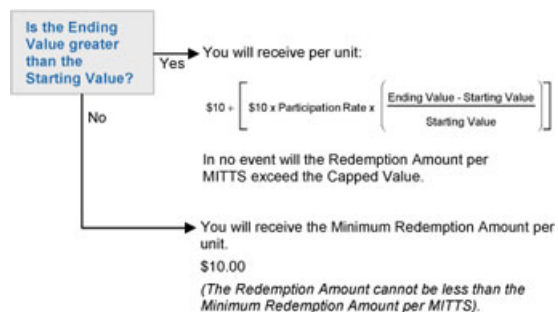 Is the Ending
Value greater
than the
Starting Value?
Yes
You will receive per unit:
$10 + [ $10 x Participation Rate x ( Ending Value - Starting Value
Starting Value ) ]
In no event will the Redemption Amount per
MITTS exceed the Capped Value.
No
You will receive the Minimum Redemption Amount per
unit.
$10.00
(The Redemption Amount cannot be less than the
Minimum Redemption Amount per MITTS).